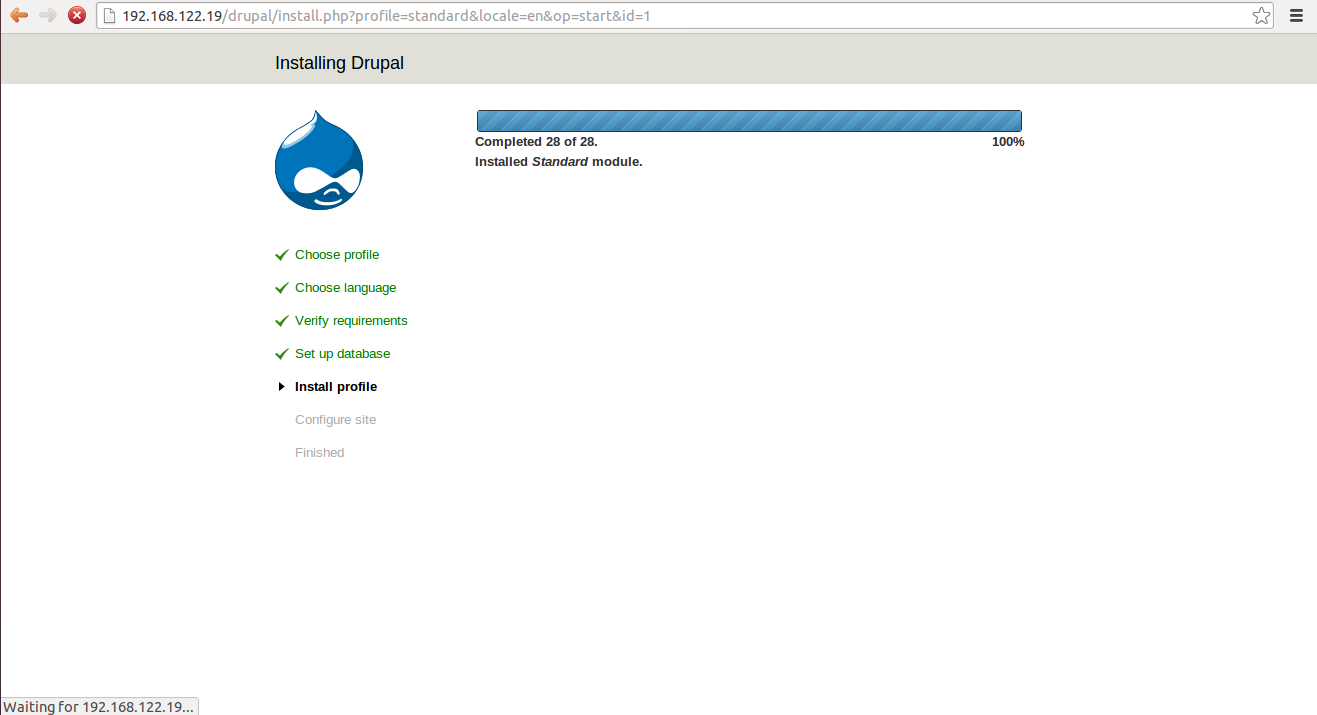 192.168.122.19/drupal/install.php?profile=standard&locale=en&op=start&id=1
Installing Drupal
Completed 28 of 28. 100%
Installed Standard module.
Choose profile
Choose language
Verify requirements
Set up database
Install profile
Configure site
Finished
Waiting for 192.168.122.19...